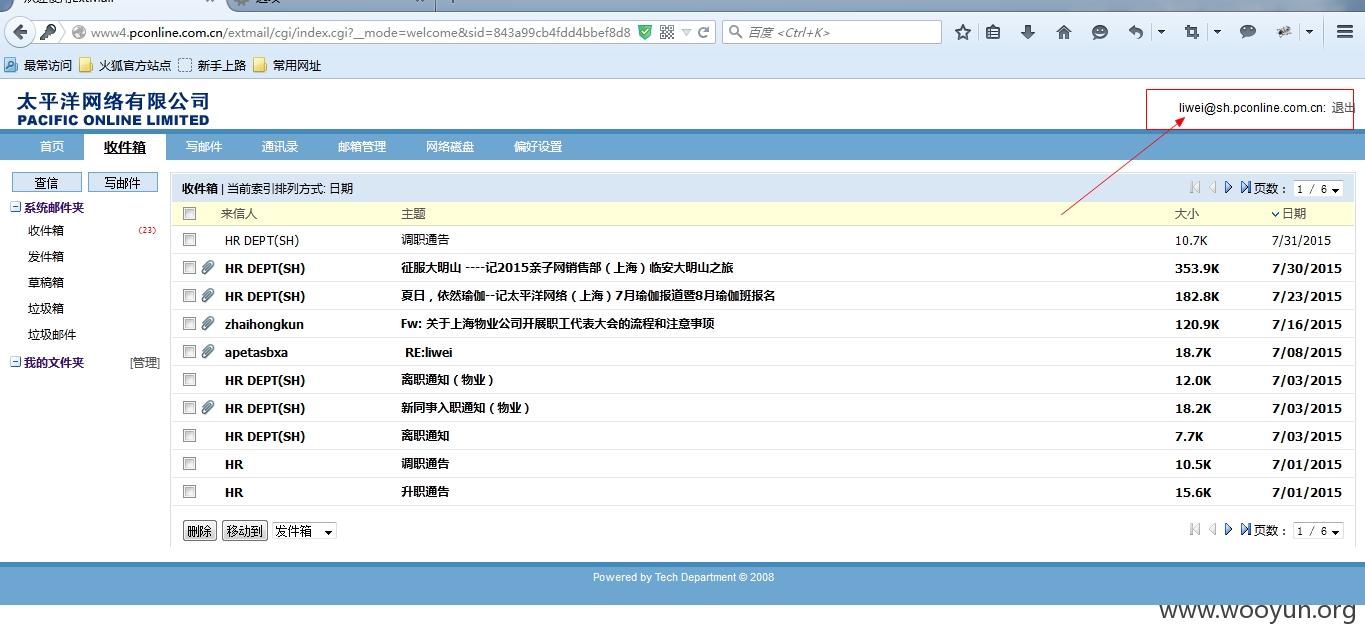 www4.pconline.com.cn/extmail/cgi/index.cgi?__mode=welcome&sid=843a99cb4fdd4bbef8d8
百度 <Ctrl+K>
最常访问 火狐官方站点 新手上路 常用网址
太平洋网络有限公司
PACIFIC ONLINE LIMITED
liwei@sh.pconline.com.cn: 退出
首页 收件箱 写邮件 通讯录 邮箱管理 网络磁盘 偏好设置
查信 写邮件
系统邮件夹
收件箱 (23)
发件箱
草稿箱
垃圾箱
垃圾邮件
我的文件夹 [管理]
收件箱 | 当前索引排列方式: 日期 页数： 1 / 6
来信人 主题 大小 日期
HR DEPT(SH) 调职通告 10.7K 7/31/2015
HR DEPT(SH) 征服大明山 ----记2015亲子网销售部（上海）临安大明山之旅 353.9K 7/30/2015
HR DEPT(SH) 夏日，依然瑜伽--记太平洋网络（上海）7月瑜伽报道暨8月瑜伽班报名 182.8K 7/23/2015
zhaihongkun Fw: 关于上海物业公司开展职工代表大会的流程和注意事项 120.9K 7/16/2015
apetasbxa RE:liwei 18.7K 7/08/2015
HR DEPT(SH) 离职通知（物业） 12.0K 7/03/2015
HR DEPT(SH) 新同事入职通知（物业） 18.2K 7/03/2015
HR DEPT(SH) 离职通知 7.7K 7/03/2015
HR 调职通告 10.5K 7/01/2015
HR 升职通告 15.6K 7/01/2015
删除 移动到 发件箱 页数： 1 / 6
Powered by Tech Department © 2008
www.wooyun.org